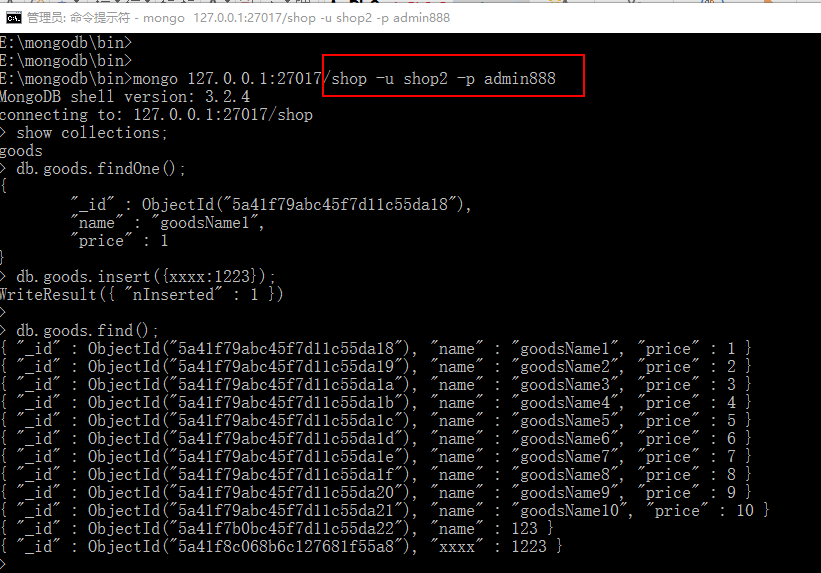 管理员: 命令提示符 - mongo  127.0.0.1:27017/shop -u shop2 -p admin888
E:\mongodb\bin>
E:\mongodb\bin>
E:\mongodb\bin>mongo 127.0.0.1:27017/shop -u shop2 -p admin888
MongoDB shell version: 3.2.4
connecting to: 127.0.0.1:27017/shop
> show collections;
goods
> db.goods.findOne();
{
        "_id" : ObjectId("5a41f79abc45f7d11c55da18"),
        "name" : "goodsName1",
        "price" : 1
}
> db.goods.insert({xxxx:1223});
WriteResult({ "nInserted" : 1 })
>
> db.goods.find();
{ "_id" : ObjectId("5a41f79abc45f7d11c55da18"), "name" : "goodsName1", "price" : 1 }
{ "_id" : ObjectId("5a41f79abc45f7d11c55da19"), "name" : "goodsName2", "price" : 2 }
{ "_id" : ObjectId("5a41f79abc45f7d11c55da1a"), "name" : "goodsName3", "price" : 3 }
{ "_id" : ObjectId("5a41f79abc45f7d11c55da1b"), "name" : "goodsName4", "price" : 4 }
{ "_id" : ObjectId("5a41f79abc45f7d11c55da1c"), "name" : "goodsName5", "price" : 5 }
{ "_id" : ObjectId("5a41f79abc45f7d11c55da1d"), "name" : "goodsName6", "price" : 6 }
{ "_id" : ObjectId("5a41f79abc45f7d11c55da1e"), "name" : "goodsName7", "price" : 7 }
{ "_id" : ObjectId("5a41f79abc45f7d11c55da1f"), "name" : "goodsName8", "price" : 8 }
{ "_id" : ObjectId("5a41f79abc45f7d11c55da20"), "name" : "goodsName9", "price" : 9 }
{ "_id" : ObjectId("5a41f79abc45f7d11c55da21"), "name" : "goodsName10", "price" : 10 }
{ "_id" : ObjectId("5a41f7b0bc45f7d11c55da22"), "name" : 123 }
{ "_id" : ObjectId("5a41f8c068b6c127681f55a8"), "xxxx" : 1223 }
>